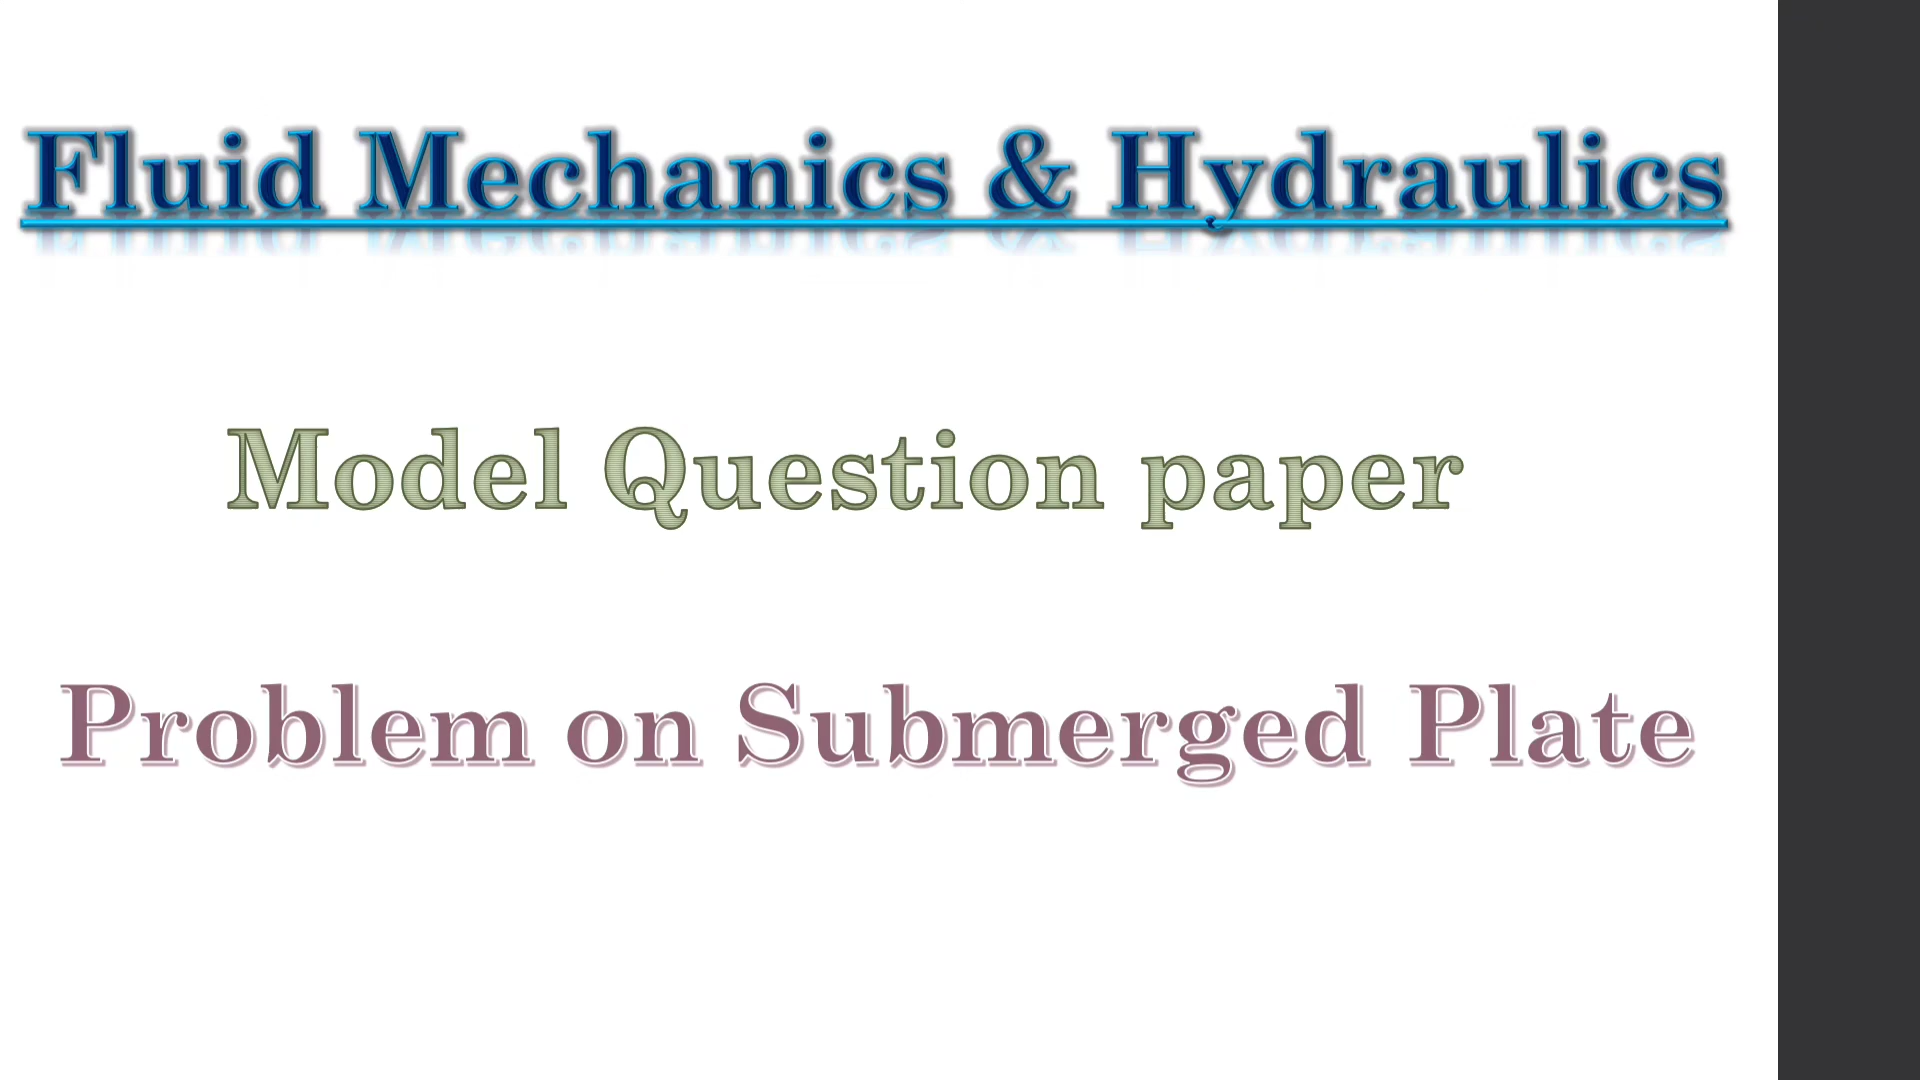 Fluid Mechanics & Hydraulics
Model Question paper
Problem on Submerged Plate